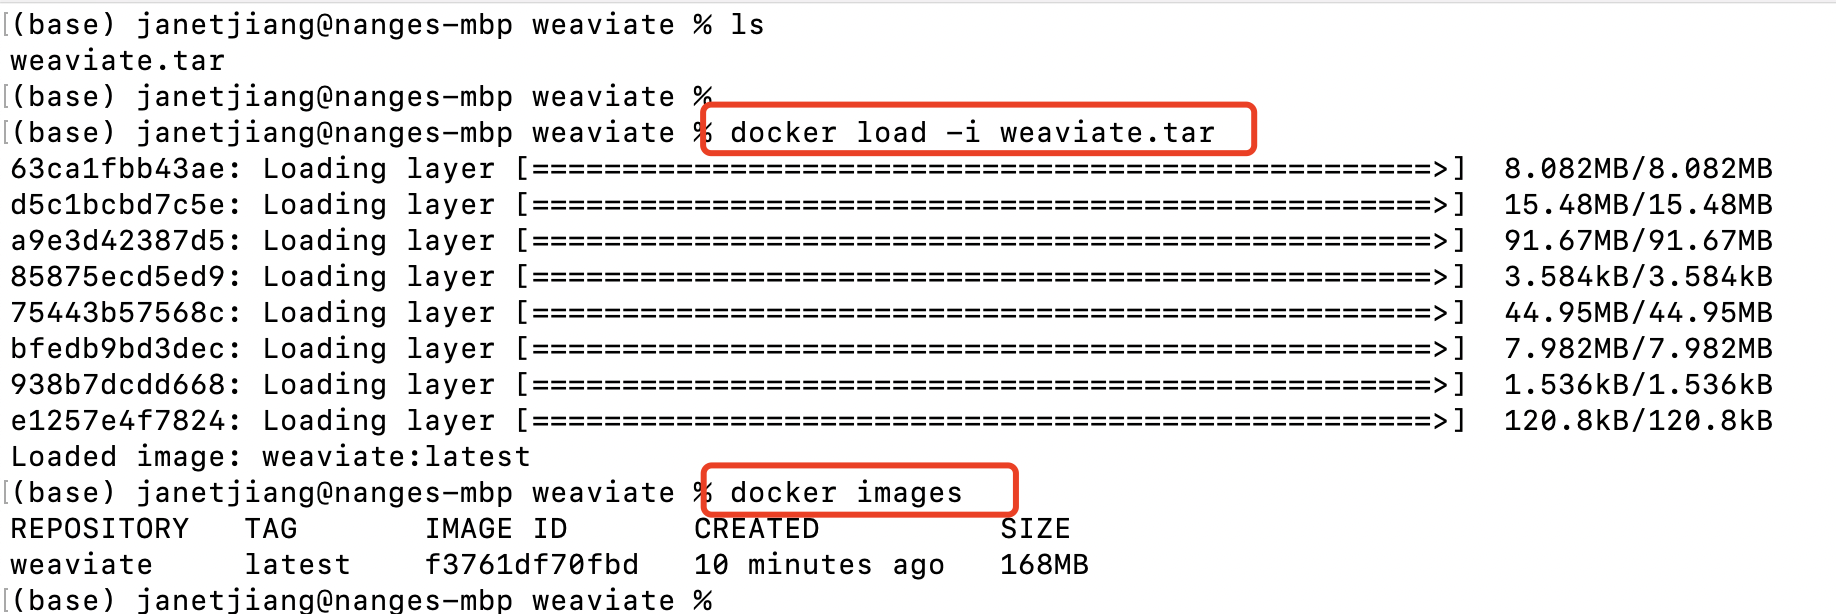 [(base) janetjiang@nanges-mbp weaviate % ls
weaviate.tar
[(base) janetjiang@nanges-mbp weaviate %
[(base) janetjiang@nanges-mbp weaviate % docker load -i weaviate.tar
63ca1fbb43ae: Loading layer [==================================================>]  8.082MB/8.082MB
d5c1bcbd7c5e: Loading layer [==================================================>]  15.48MB/15.48MB
a9e3d42387d5: Loading layer [==================================================>]  91.67MB/91.67MB
85875ecd5ed9: Loading layer [==================================================>]  3.584kB/3.584kB
75443b57568c: Loading layer [==================================================>]  44.95MB/44.95MB
bfedb9bd3dec: Loading layer [==================================================>]  7.982MB/7.982MB
938b7dcdd668: Loading layer [==================================================>]  1.536kB/1.536kB
e1257e4f7824: Loading layer [==================================================>]  120.8kB/120.8kB
Loaded image: weaviate:latest
[(base) janetjiang@nanges-mbp weaviate % docker images
REPOSITORY   TAG       IMAGE ID       CREATED          SIZE
weaviate     latest    f3761df70fbd   10 minutes ago   168MB
[(base) janetjiang@nanges-mbp weaviate %